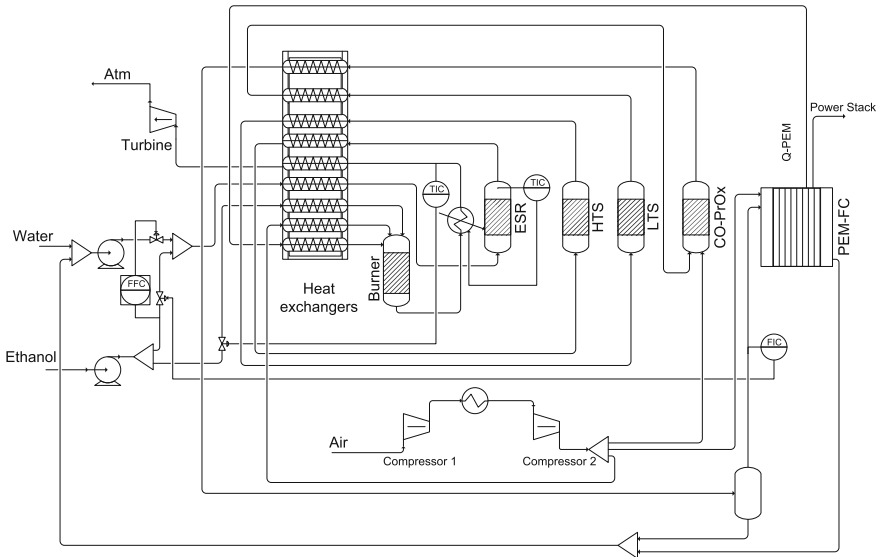 Atm
Turbine
Power Stack
Q-PEM
TIC
TIC
ESR
HTS
LTS
CO-PrOx
PEM-FC
Water
FFC
Burner
Heat
exchangers
Ethanol
FIC
Air
Compressor 1
Compressor 2